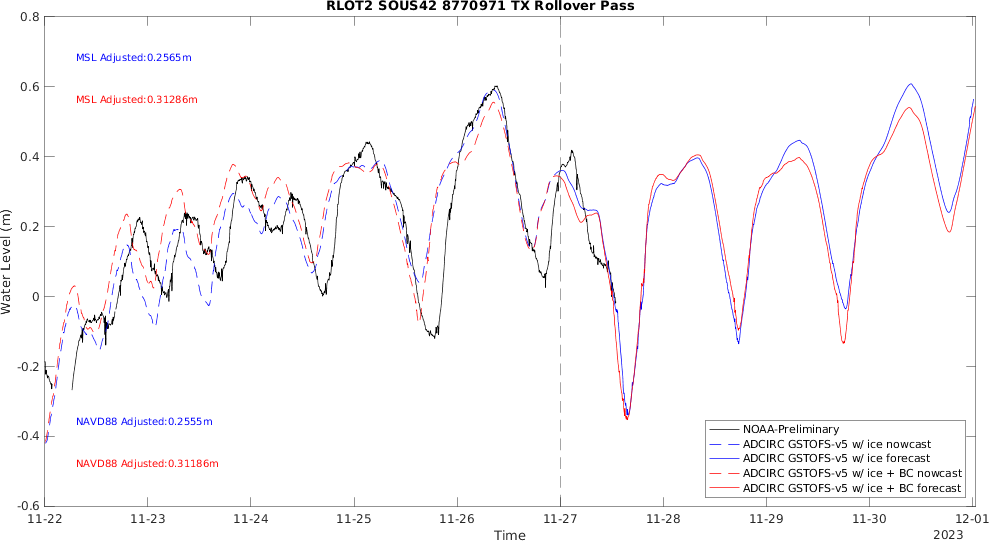 RLOT2 SOUS42 8770971 TX Rollover Pass
0.8
MSL Adjusted:0.2565m
0.6
MSL Adjusted:0.31286m
0.4
0.2
Water Level (m)
0
-0.2
NAVD88 Adjusted:0.2555m
-0.4
NAVD88 Adjusted:0.31186m
-0.6
NOAA-Preliminary
ADCIRC GSTOFS-v5 w/ ice nowcast
ADCIRC GSTOFS-v5 w/ ice forecast
ADCIRC GSTOFS-v5 w/ ice + BC nowcast
ADCIRC GSTOFS-v5 w/ ice + BC forecast
11-22 11-23 11-24 11-25 11-26 11-27 11-28 11-29 11-30 12-01
Time
2023